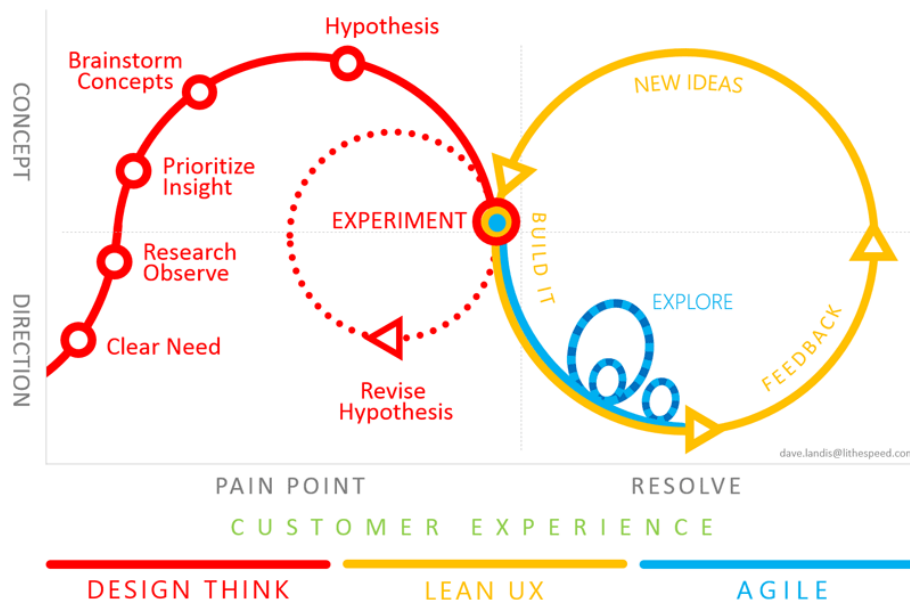 Hypothesis
Brainstorm
Concepts
NEW IDEAS
CONCEPT
Prioritize
Insight
EXPERIMENT
BUILD IT
Research
Observe
EXPLORE
DIRECTION
Clear Need
FEEDBACK
Revise
Hypothesis
dave.landis@lithespeed.com
PAIN POINT
RESOLVE
CUSTOMER EXPERIENCE
DESIGN THINK
LEAN UX
AGILE